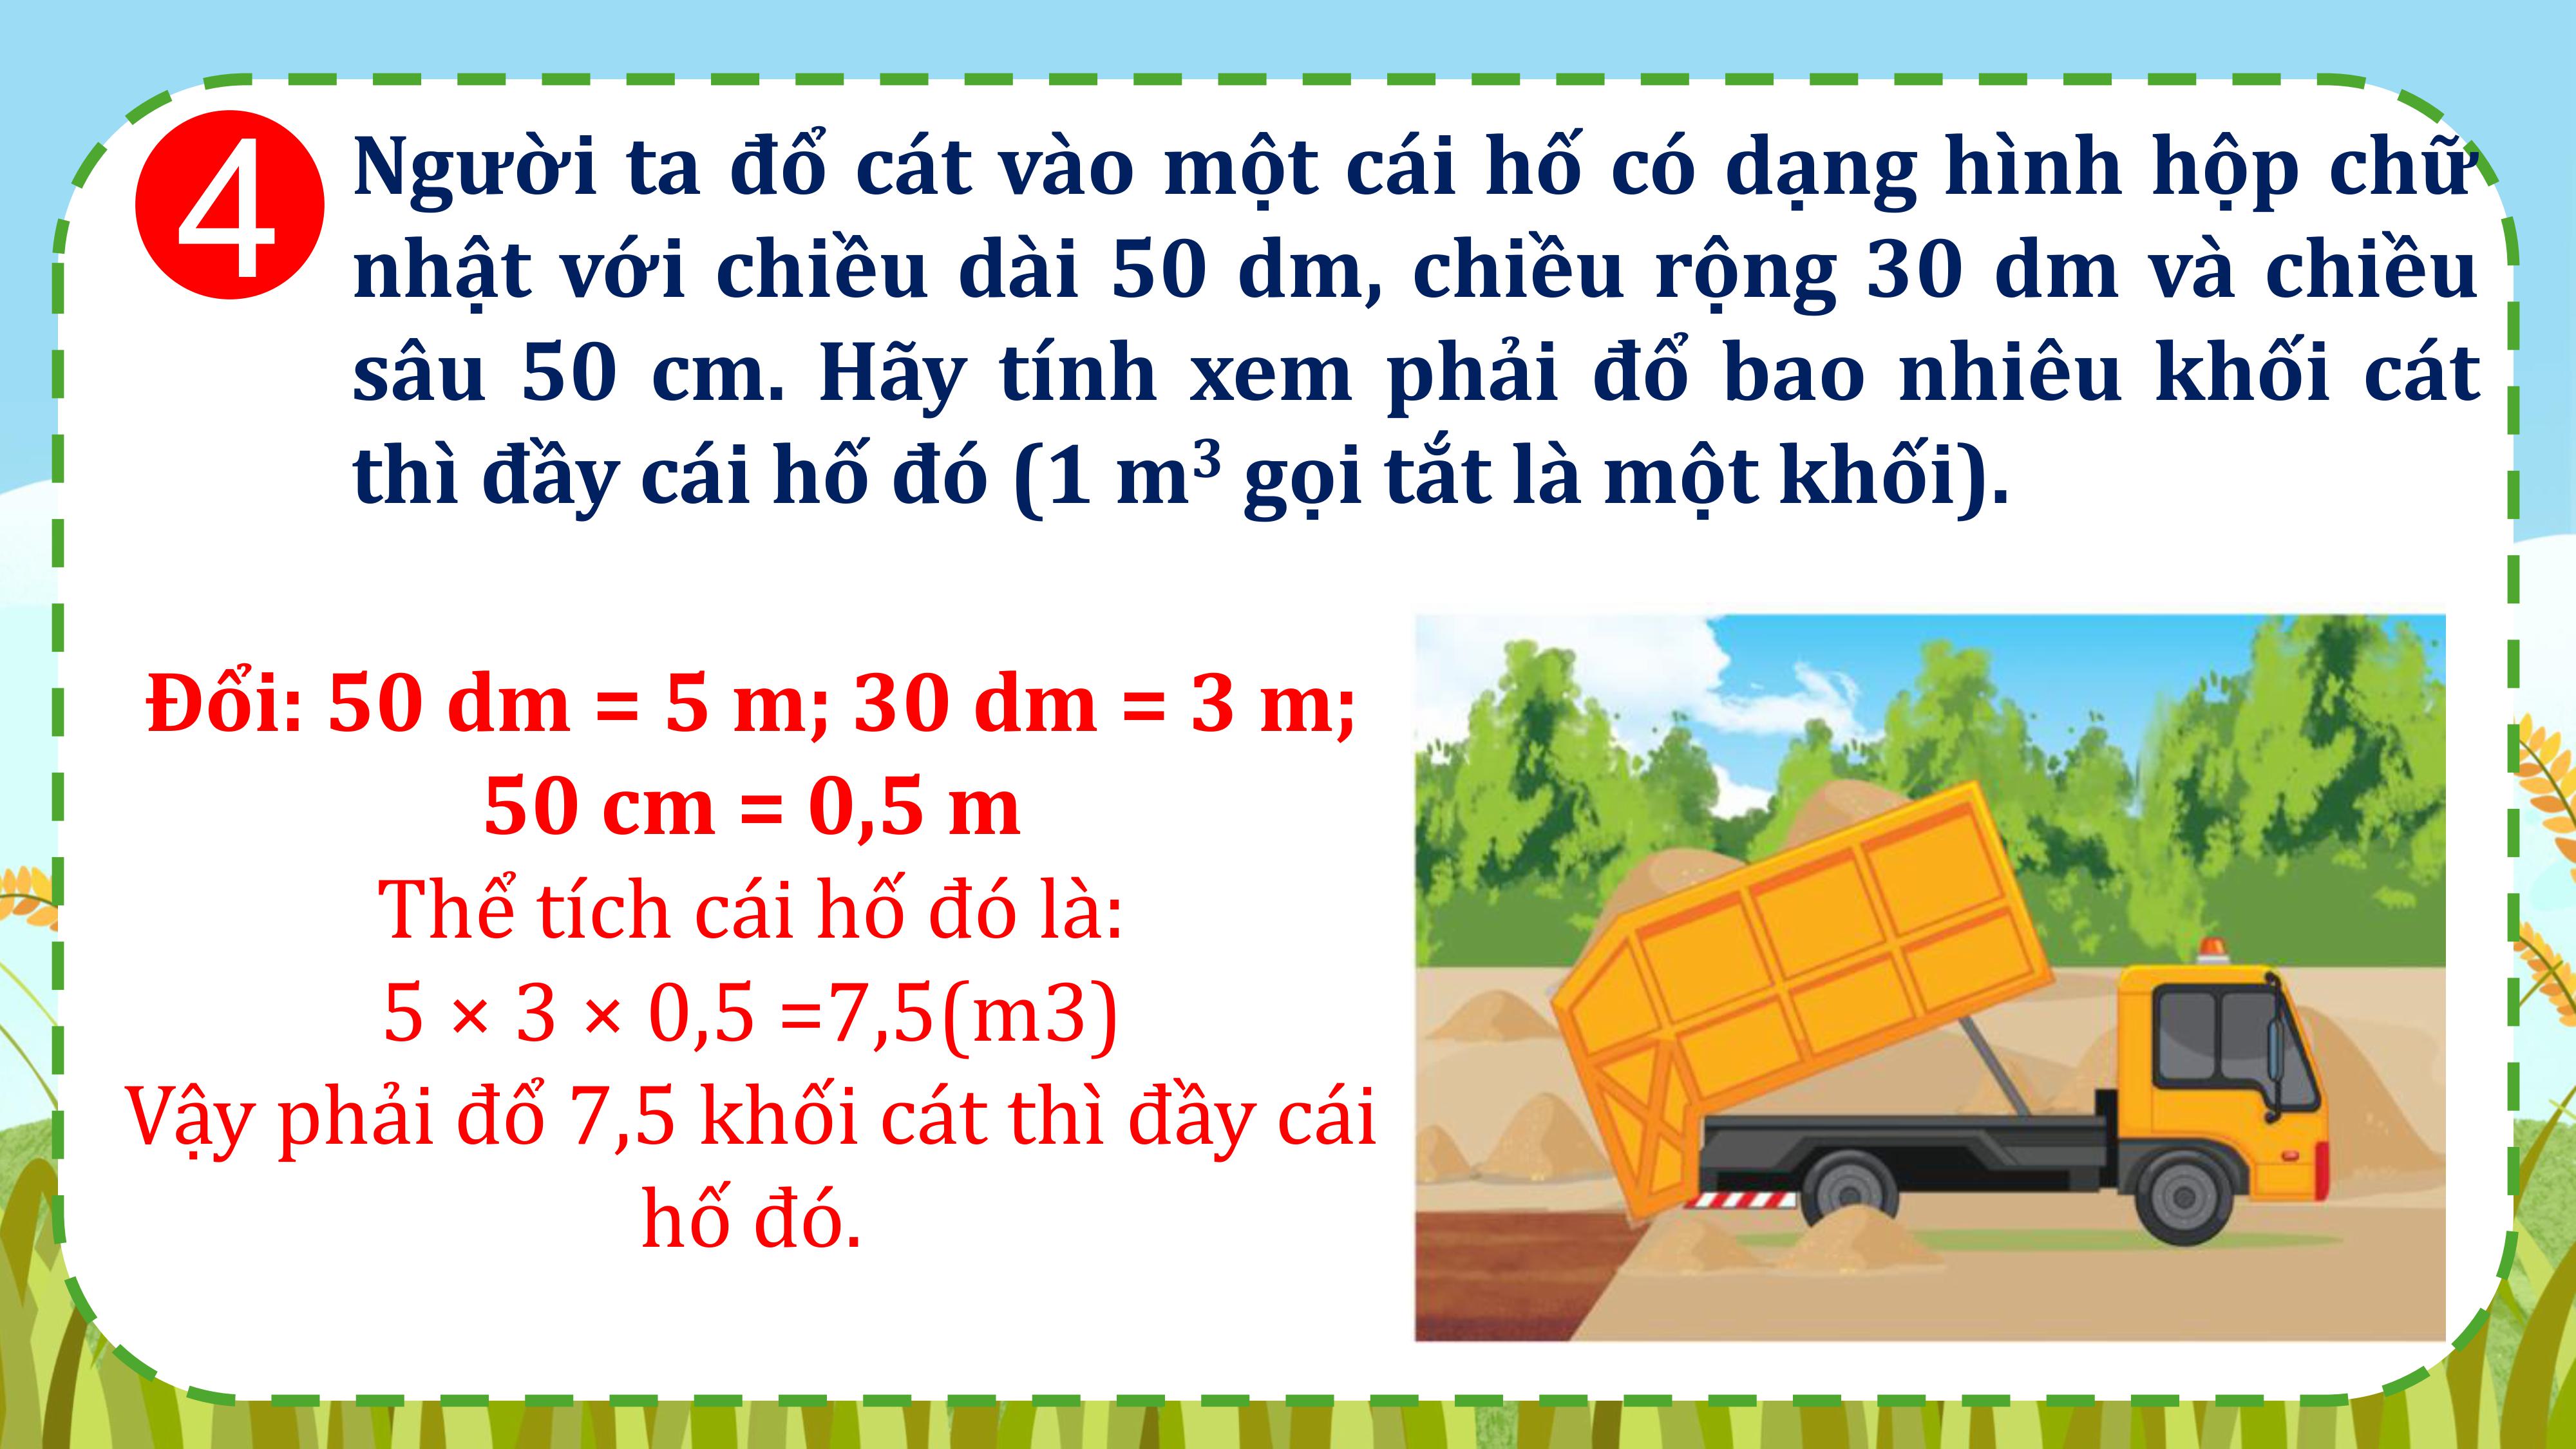 4
Người ta đổ cát vào một cái hố có dạng hình hộp chữ
nhật với chiều dài 50 dm, chiều rộng 30 dm và chiều
sâu 50 cm. Hãy tính xem phải đổ bao nhiêu khối cát
thì đầy cái hố đó (1 m³ gọi tắt là một khối).
Đổi: 50 dm = 5 m; 30 dm = 3 m;
50 cm = 0,5 m
Thể tích cái hố đó là:
5 × 3 × 0,5 =7,5(m3)
Vậy phải đổ 7,5 khối cát thì đầy cái
hố đó.